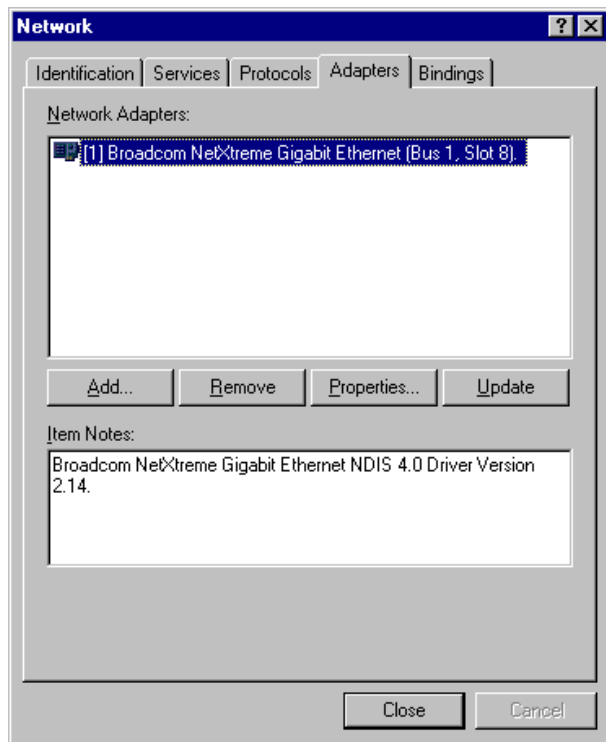 Network
Identification Services Protocols Adapters Bindings
Network Adapters:
[1] Broadcom NetXtreme Gigabit Ethernet (Bus 1, Slot 8).
Add... Remove Properties... Update
Item Notes:
Broadcom NetXtreme Gigabit Ethernet NDIS 4.0 Driver Version
2.14.
Close Cancel